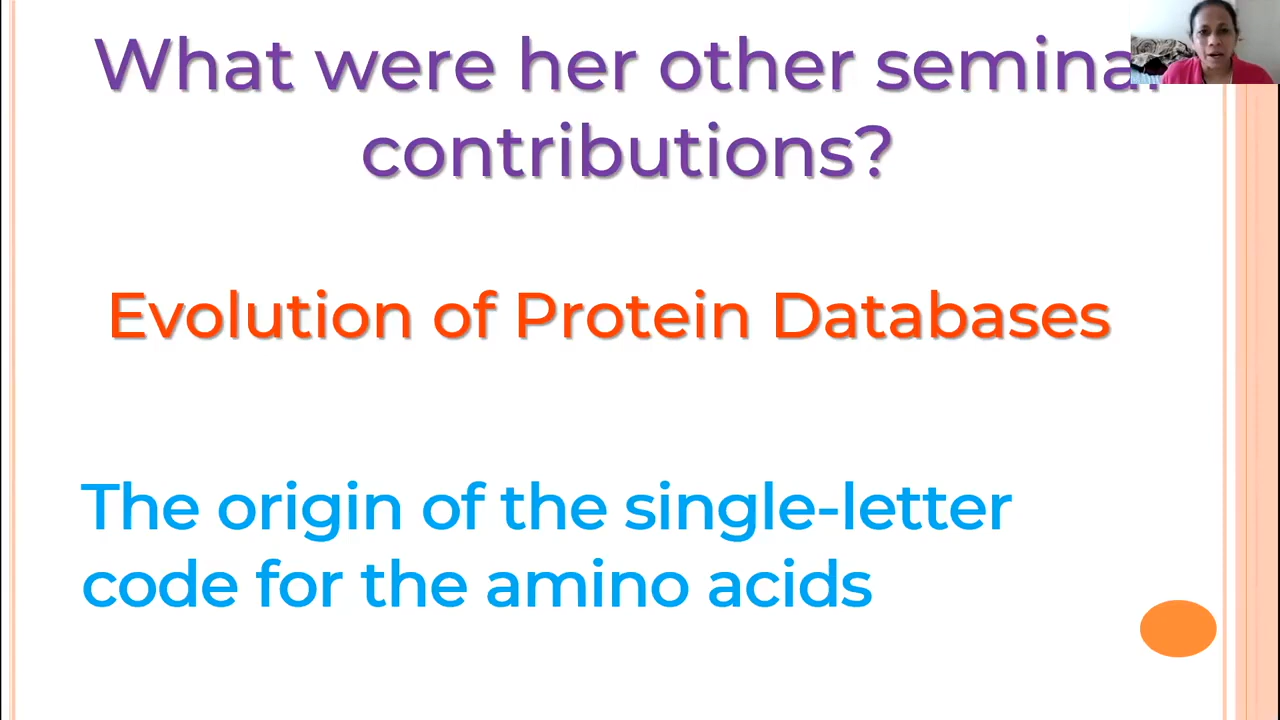 What were her other seminal
contributions?
Evolution of Protein Databases
The origin of the single-letter
code for the amino acids